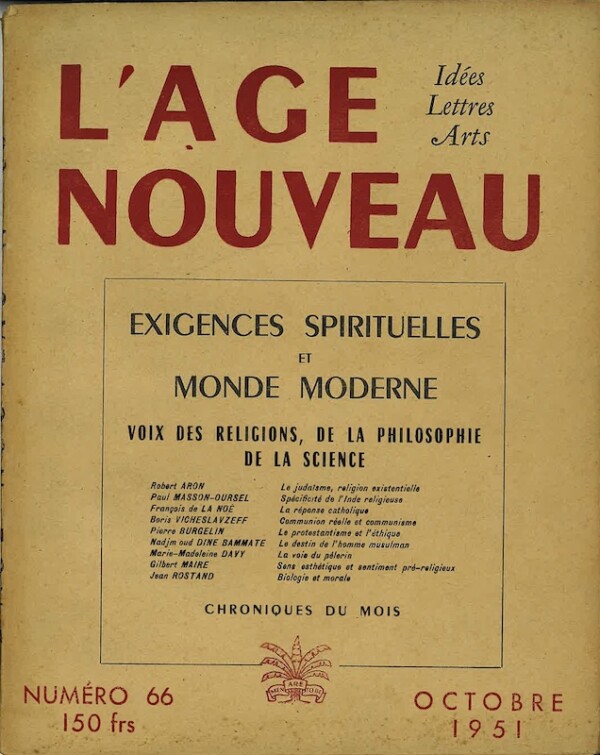 L'AGE
NOUVEAU
Idées
Lettres
Arts
EXIGENCES SPIRITUELLES
ET
MONDE MODERNE
VOIX DES RELIGIONS, DE LA PHILOSOPHIE
DE LA SCIENCE
Robert ARON Le judaïsme, religion existentielle
Paul MASSON-OURSEL Spécificité de l'Inde religieuse
François de LA NOÉ La réponse catholique
Boris VICHESLAVZEFF Communion réelle et communisme
Pierre BURGELIN Le protestantisme et l'éthique
Nadjm oud DINE BAMMATE Le destin de l'homme musulman
Marie-Madeleine DAVY La voie du pélerin
Gilbert MAIRE Sens esthétique et sentiment pré-religieux
Jean ROSTAND Biologie et morale
CHRONIQUES DU MOIS
ARE
NUMÉRO 66
150 frs
OCTOBRE
1951